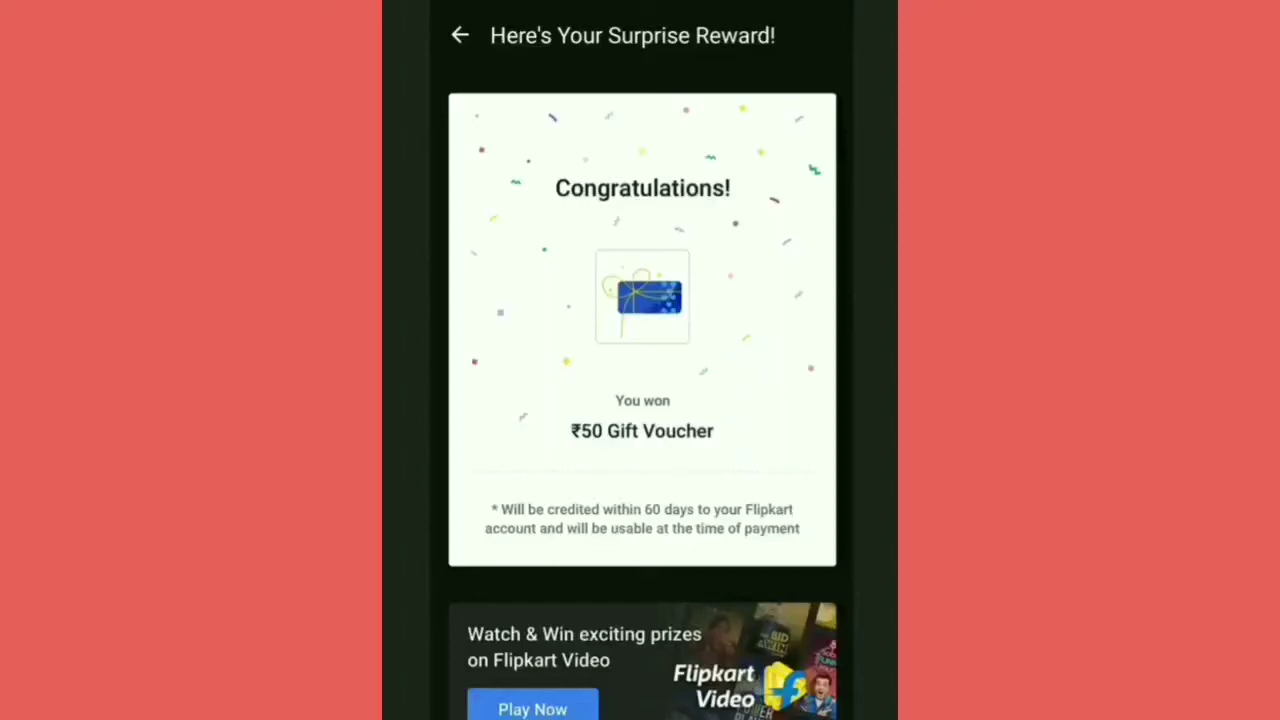 Here's Your Surprise Reward!
Congratulations!
You won
₹50 Gift Voucher
* Will be credited within 60 days to your Flipkart
account and will be usable at the time of payment
Watch & Win exciting prizes
on Flipkart Video
Flipkart
Video
Play Now